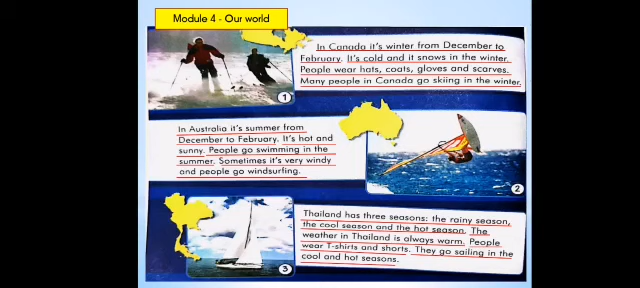 Module 4 - Our world
In Canada it's winter from December to
February. It's cold and it snows in the winter.
People wear hats, coats, gloves and scarves.
Many people in Canada go skiing in the winter.
1
In Australia it's summer from
December to February. It's hot and
sunny. People go swimming in the
summer. Sometimes it's very windy
and people go windsurfing.
2
Thailand has three seasons: the rainy season,
the cool season and the hot season. The
weather in Thailand is always warm. People
wear T-shirts and shorts. They go sailing in the
cool and hot seasons.
3